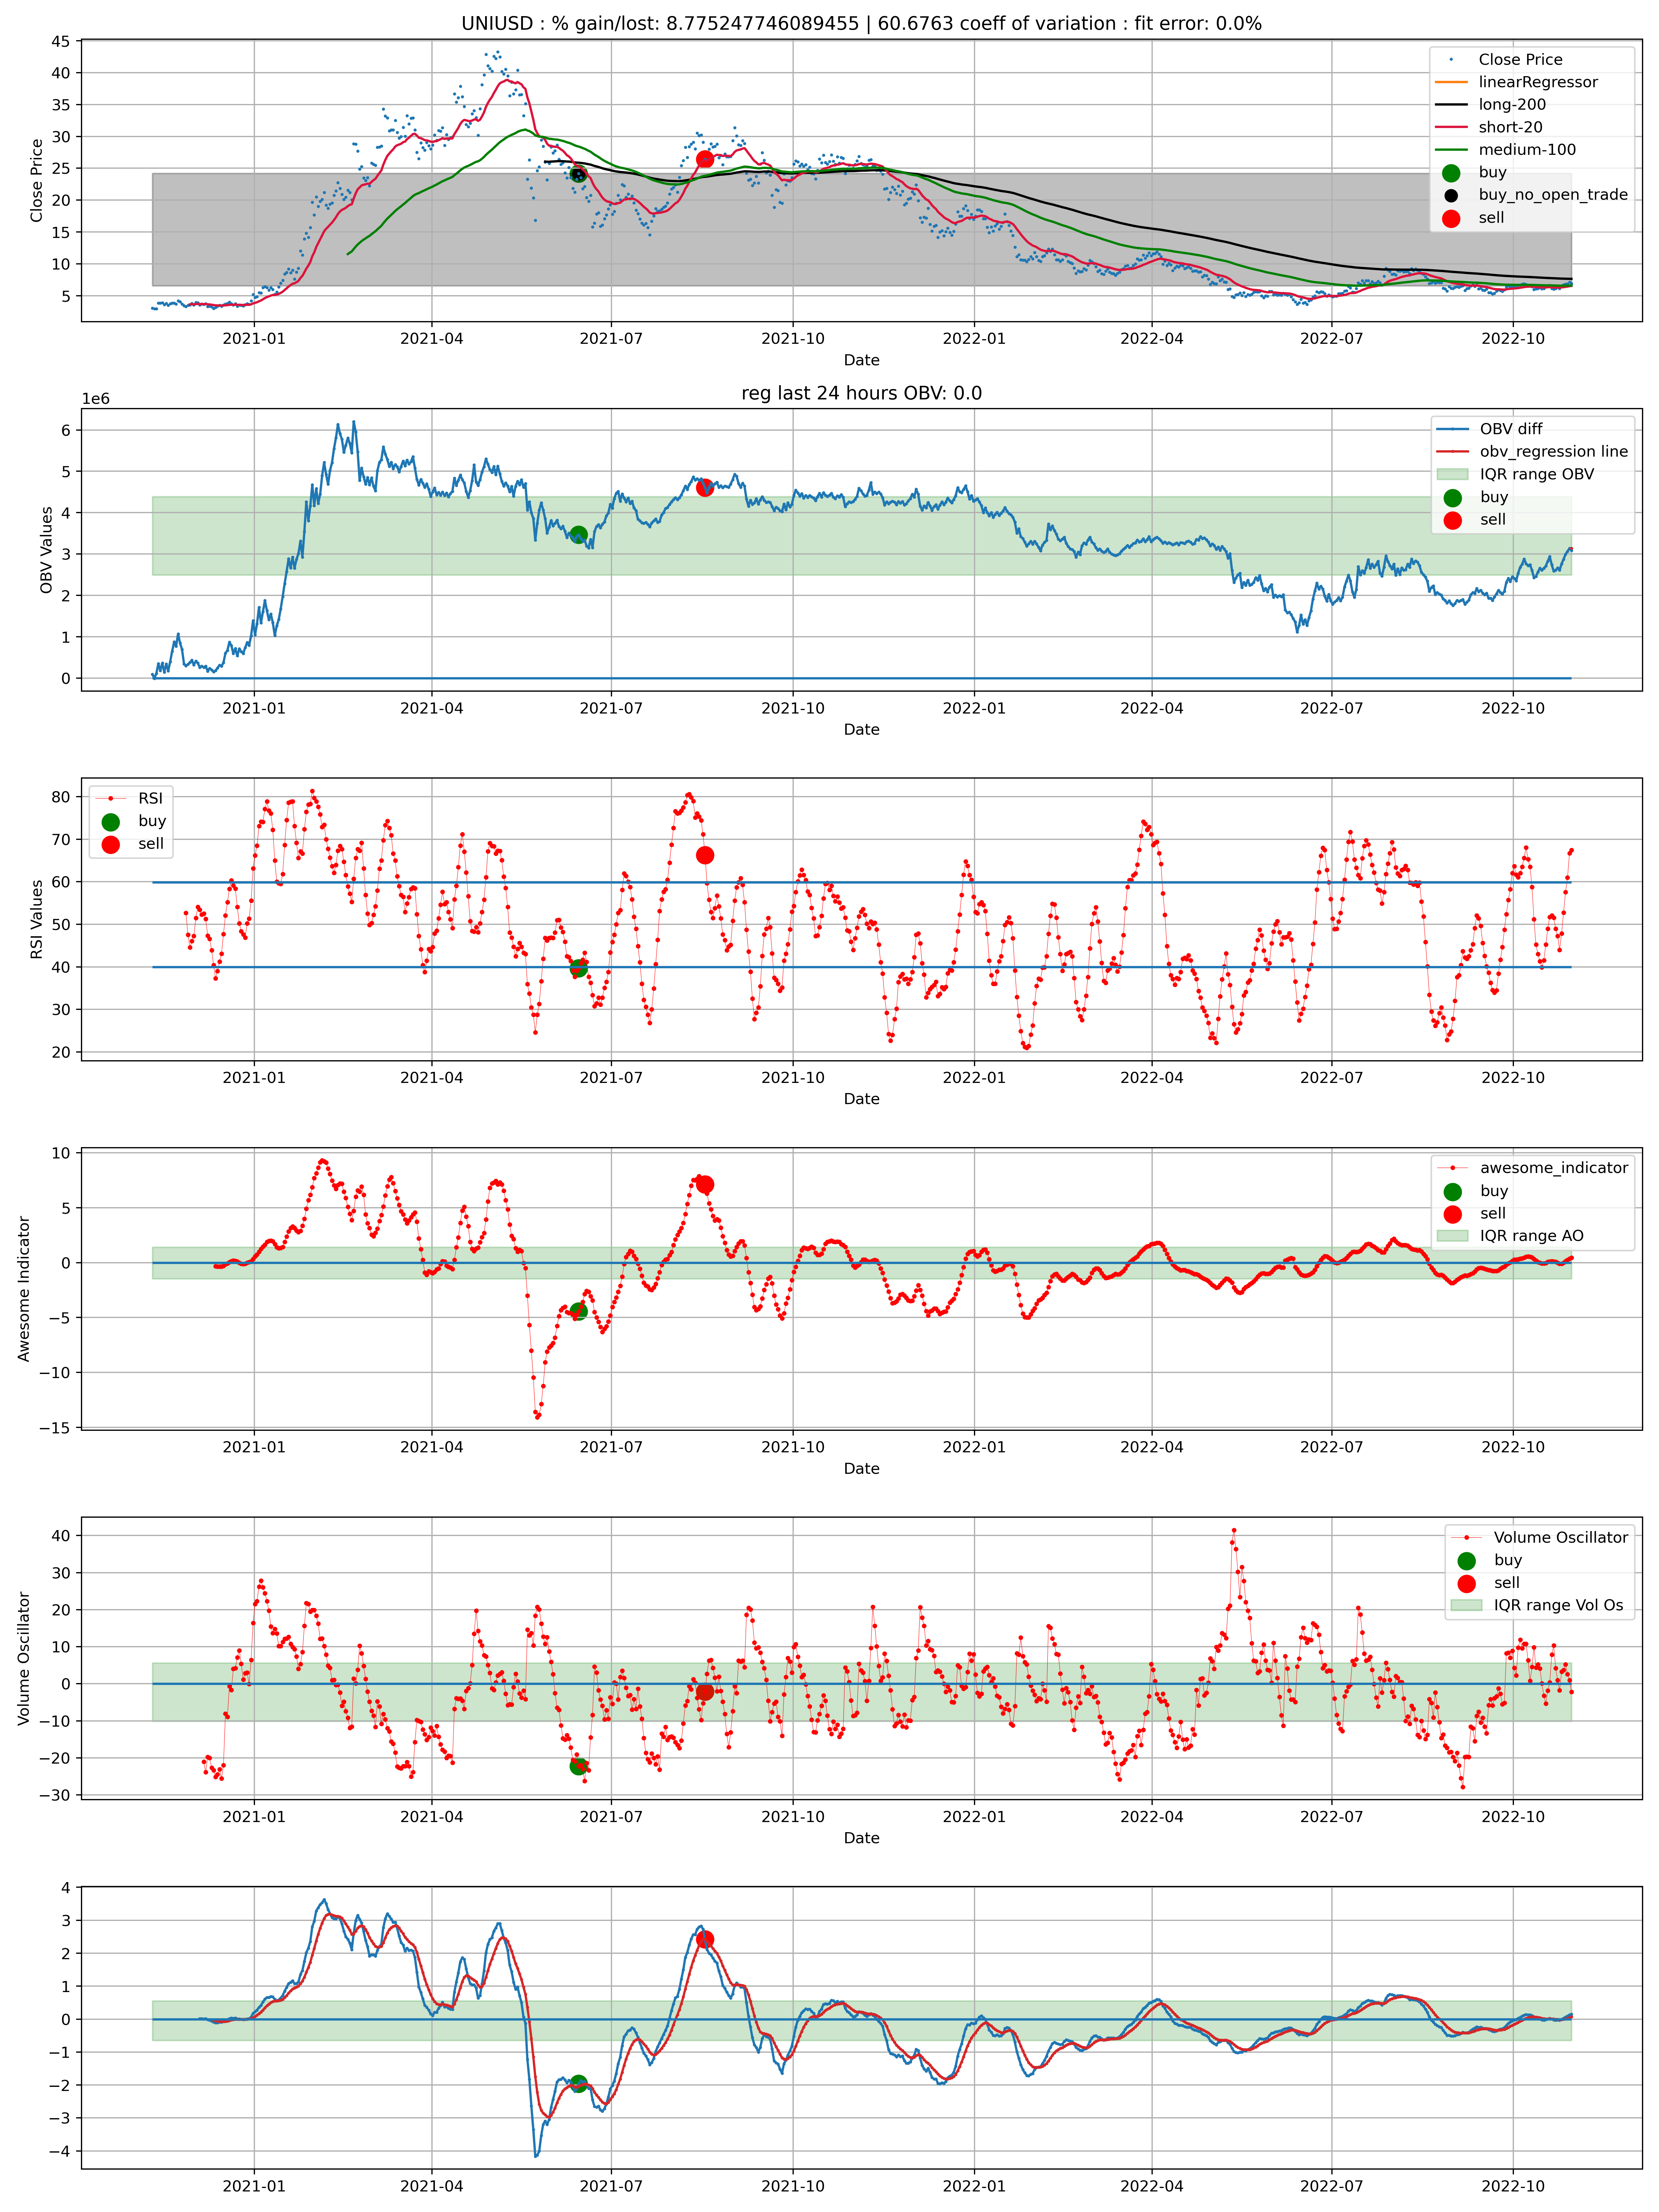 UNIUSD : % gain/lost: 8.775247746089455 | 60.6763 coeff of variation : fit error: 0.0%
45
40
35
30
25
20
15
10
5
Close Price
Close Price
linearRegressor
long-200
short-20
medium-100
buy
buy_no_open_trade
sell
2021-01 2021-04 2021-07 2021-10 2022-01 2022-04 2022-07 2022-10
Date
reg last 24 hours OBV: 0.0
1e6
6
5
4
3
2
1
0
OBV Values
OBV diff
obv_regression line
IQR range OBV
buy
sell
2021-01 2021-04 2021-07 2021-10 2022-01 2022-04 2022-07 2022-10
Date
80
70
60
50
40
30
20
RSI Values
RSI
buy
sell
2021-01 2021-04 2021-07 2021-10 2022-01 2022-04 2022-07 2022-10
Date
10
5
0
−5
−10
−15
Awesome Indicator
awesome_indicator
buy
sell
IQR range AO
2021-01 2021-04 2021-07 2021-10 2022-01 2022-04 2022-07 2022-10
Date
40
30
20
10
0
−10
−20
−30
Volume Oscillator
Volume Oscillator
buy
sell
IQR range Vol Os
2021-01 2021-04 2021-07 2021-10 2022-01 2022-04 2022-07 2022-10
Date
4
3
2
1
0
−1
−2
−3
−4
2021-01 2021-04 2021-07 2021-10 2022-01 2022-04 2022-07 2022-10